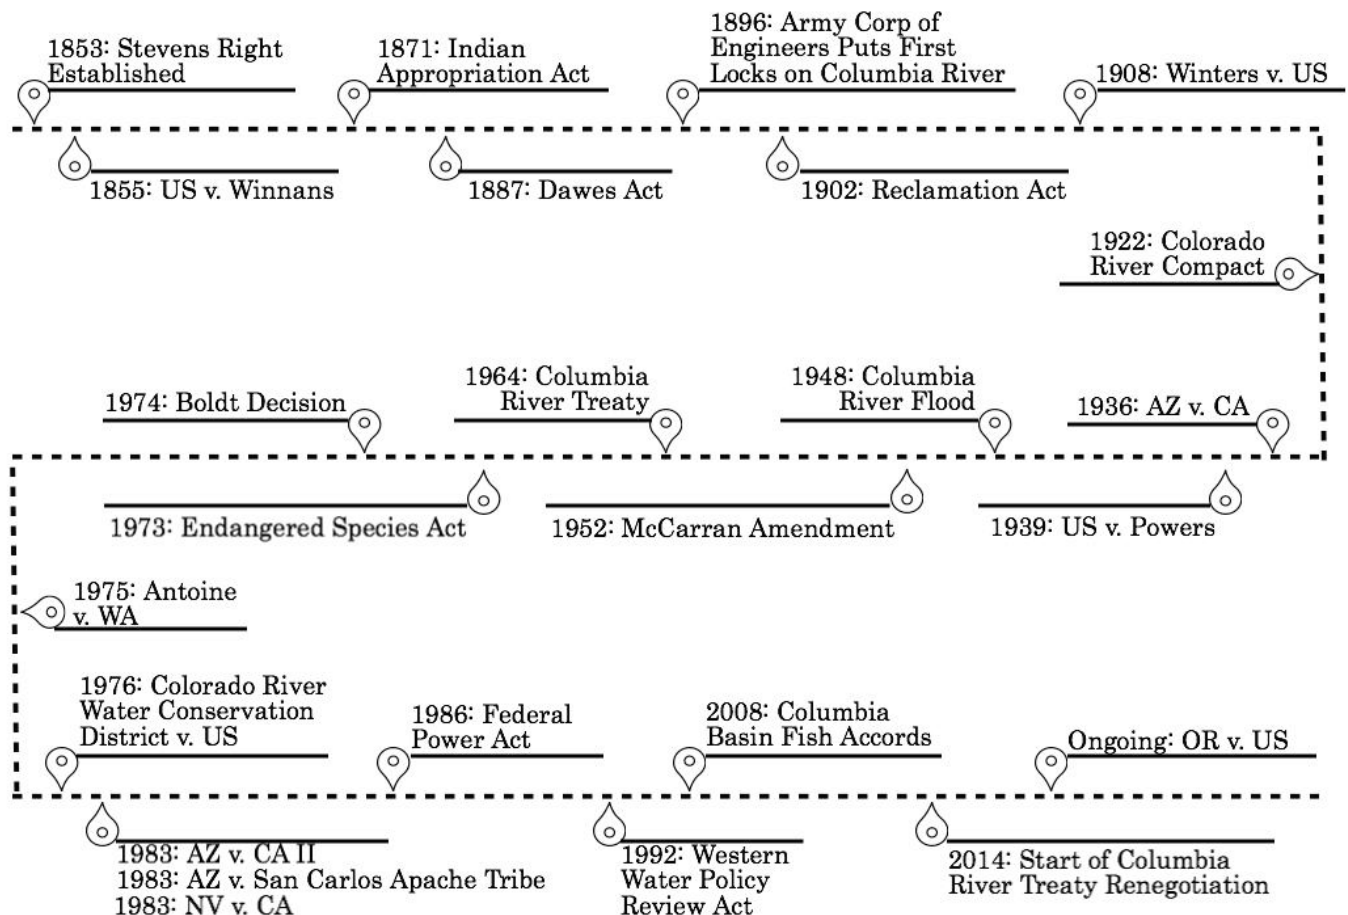 1853: Stevens Right
Established
1855: US v. Winnans
1871: Indian
Appropriation Act
1887: Dawes Act
1896: Army Corp of
Engineers Puts First
Locks on Columbia River
1902: Reclamation Act
1908: Winters v. US
1922: Colorado
River Compact
1936: AZ v. CA
1939: US v. Powers
1948: Columbia
River Flood
1952: McCarran Amendment
1964: Columbia
River Treaty
1973: Endangered Species Act
1974: Boldt Decision
1975: Antoine
v. WA
1976: Colorado River
Water Conservation
District v. US
1983: AZ v. CA II
1983: AZ v. San Carlos Apache Tribe
1983: NV v. CA
1986: Federal
Power Act
1992: Western
Water Policy
Review Act
2008: Columbia
Basin Fish Accords
2014: Start of Columbia
River Treaty Renegotiation
Ongoing: OR v. US